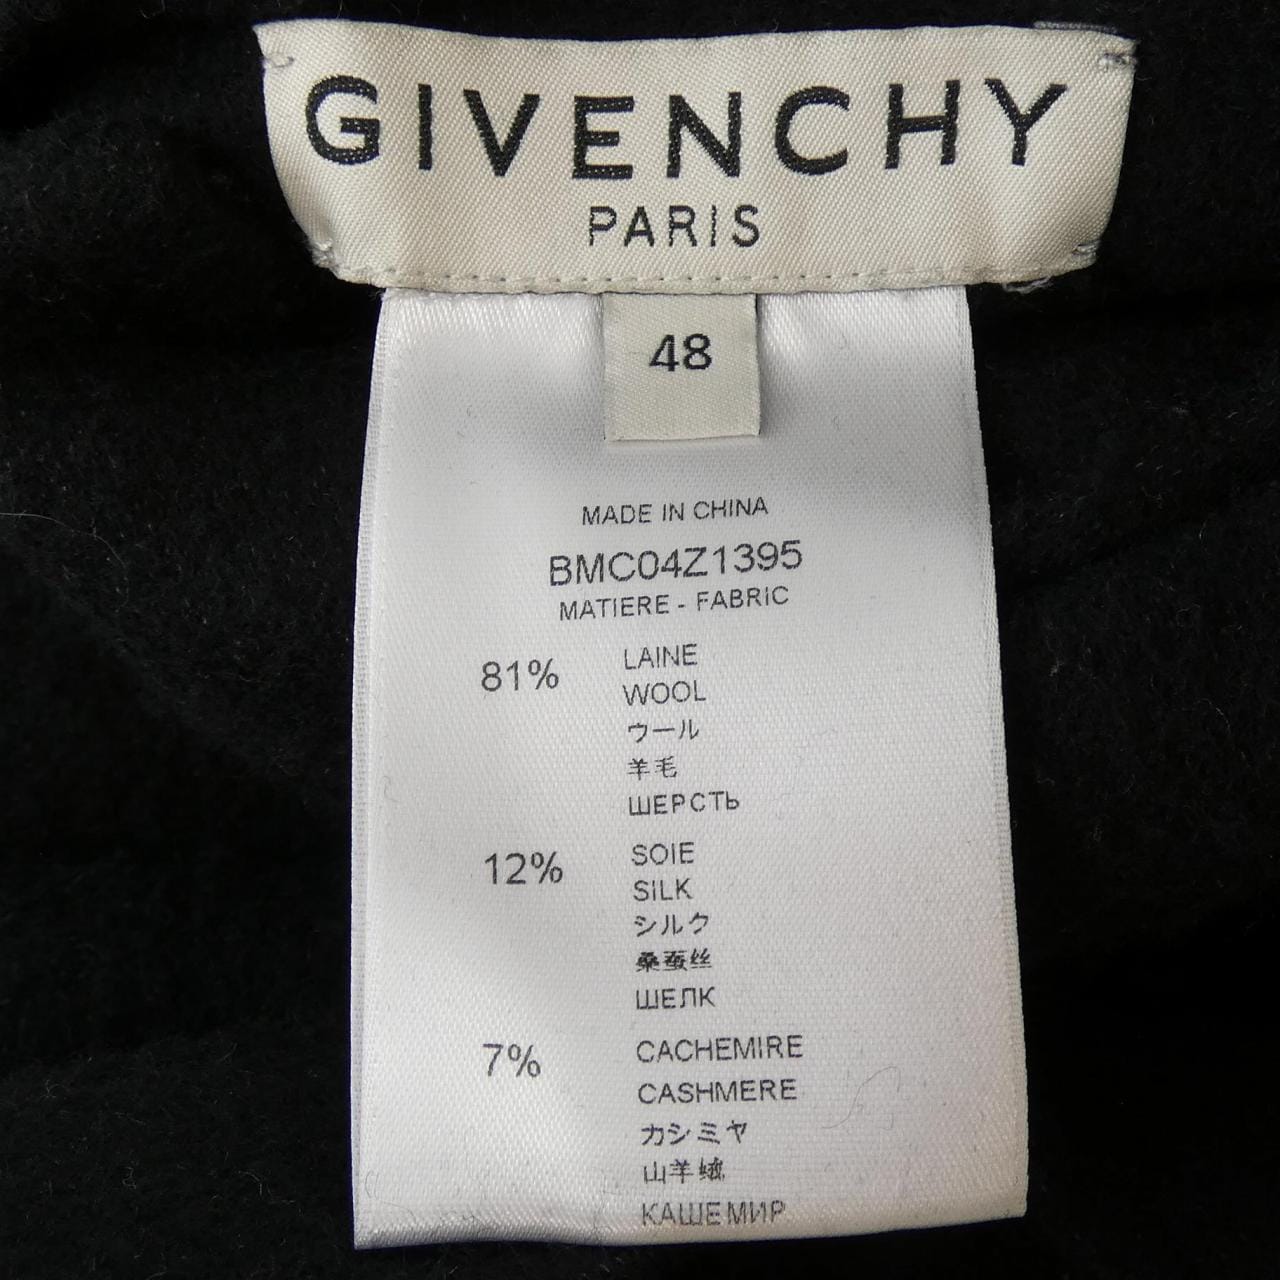 GIVENCHY
PARIS
48
MADE IN CHINA
BMC04Z1395
MATIERE - FABRIC
81%
LAINE
WOOL
ウール
羊毛
ШЕРСТЬ
12%
SOIE
SILK
シルク
桑蚕丝
ШЕЛК
7%
CACHEMIRE
CASHMERE
カシミヤ
山羊绒
КАШЕМИР